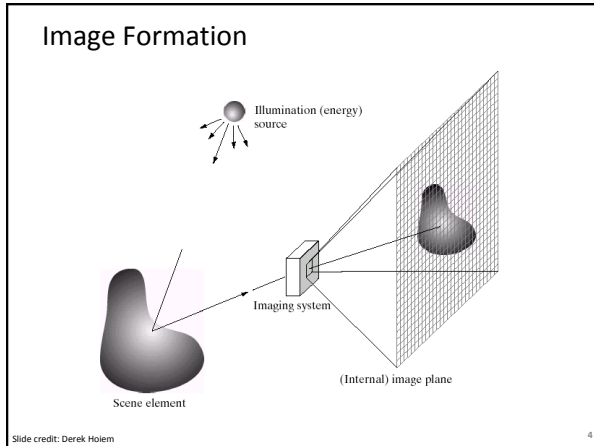 Image Formation
Illumination (energy)
source
Imaging system
(Internal) image plane
Scene element
Slide credit: Derek Hoiem
4